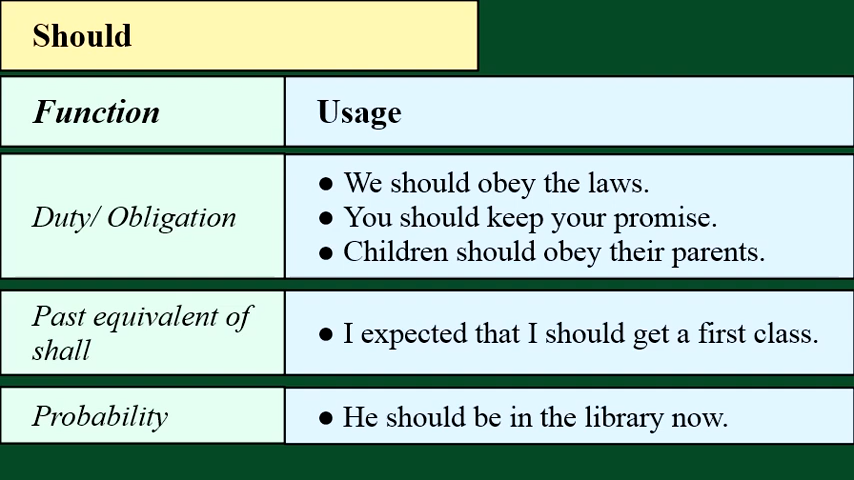 Should
Function
Usage
Duty/ Obligation
● We should obey the laws.
● You should keep your promise.
● Children should obey their parents.
Past equivalent of
shall
● I expected that I should get a first class.
Probability
● He should be in the library now.